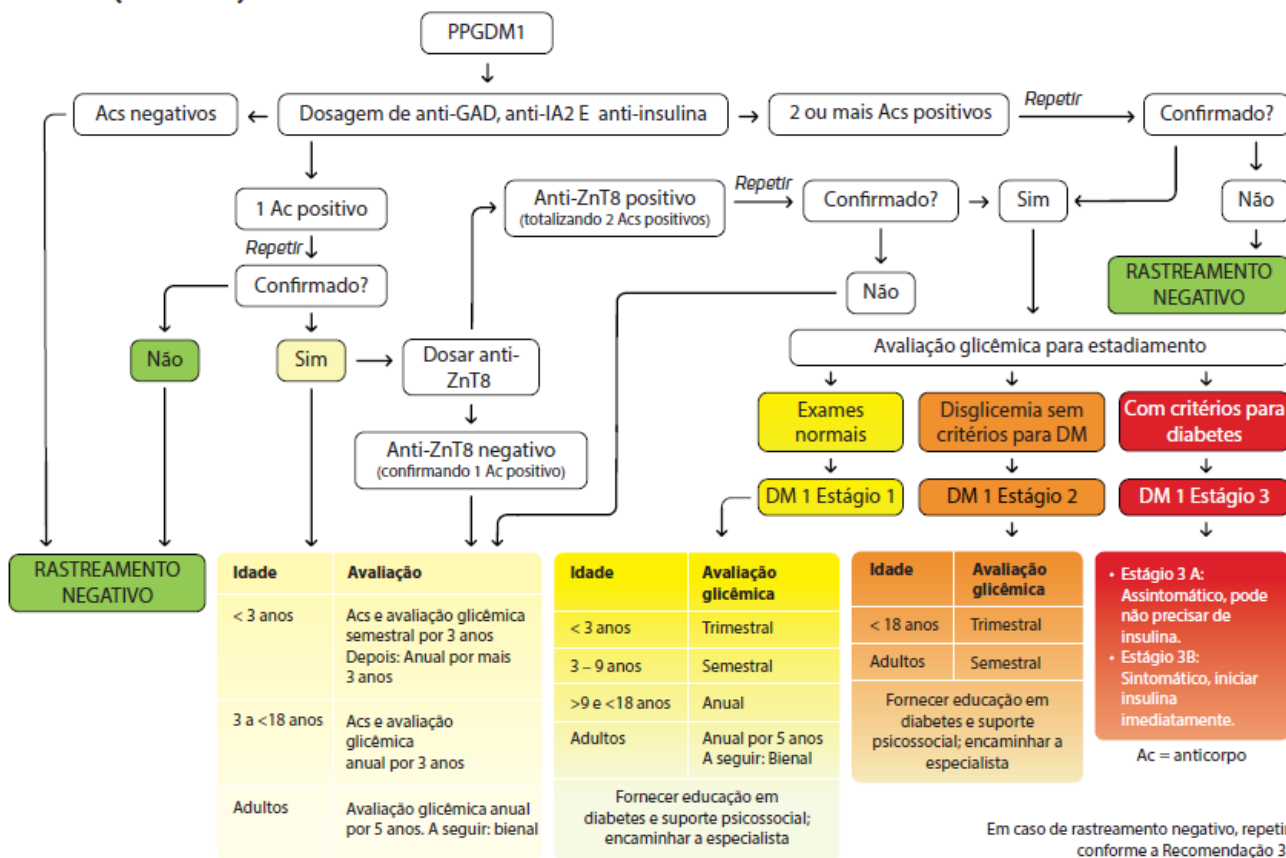 PPGDM1
Acs negativos
Dosagem de anti-GAD, anti-IA2 E anti-insulina
2 ou mais Acs positivos
Repetir
Confirmado?
1 Ac positivo
Repetir
Confirmado?
Não
Sim
Dosar anti-
ZnT8
Anti-ZnT8 positivo
(totalizando 2 Acs positivos)
Repetir
Confirmado?
Sim
Não
Não
RASTREAMENTO
NEGATIVO
Anti-ZnT8 negativo
(confirmando 1 Ac positivo)
Avaliação glicêmica para estadiamento
Exames
normais
Disglicemia sem
critérios para DM
Com critérios para
diabetes
DM 1 Estágio 1
DM 1 Estágio 2
DM 1 Estágio 3
RASTREAMENTO
NEGATIVO
Idade Avaliação
< 3 anos Acs e avaliação glicêmica
semestral por 3 anos
Depois: Anual por mais
3 anos
3 a <18 anos Acs e avaliação
glicêmica
anual por 3 anos
Adultos Avaliação glicêmica anual
por 5 anos. A seguir: bienal
Idade Avaliação
glicêmica
< 3 anos Trimestral
3 – 9 anos Semestral
>9 e <18 anos Anual
Adultos Anual por 5 anos
A seguir: Bienal
Fornecer educação em
diabetes e suporte psicossocial;
encaminhar a especialista
Idade Avaliação
glicêmica
< 18 anos Trimestral
Adultos Semestral
Fornecer educação em
diabetes e suporte
psicossocial; encaminhar a
especialista
• Estágio 3 A:
Assintomático, pode
não precisar de
insulina.
• Estágio 3B:
Sintomático, iniciar
insulina
imediatamente.
Ac = anticorpo
Em caso de rastreamento negativo, repetir
conforme a Recomendação 3